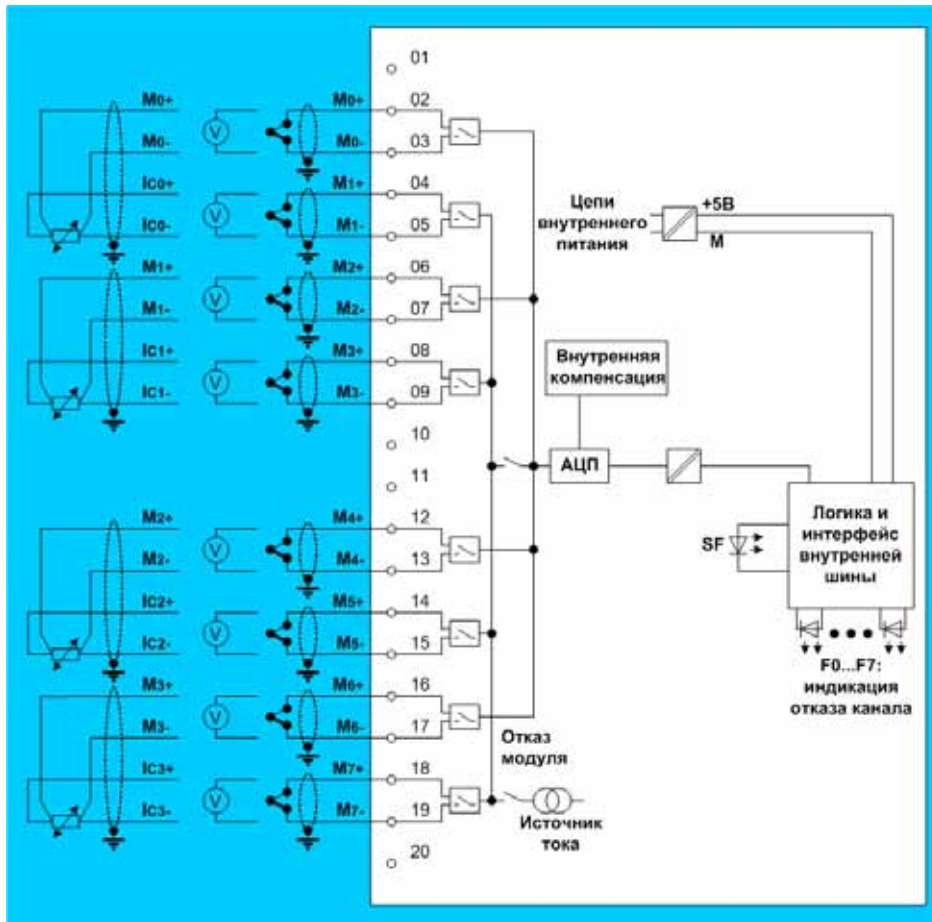 01
M0+ M0+ 02
M0- V M0- 03
IC0+ M1+ 04
IC0- V M1- 05
M1+ M2+ 06
M1- V M2- 07
IC1+ M3+ 08
IC1- V M3- 09
10
11
M2+ M4+ 12
M2- V M4- 13
IC2+ M5+ 14
IC2- V M5- 15
M3+ M6+ 16
M3- V M6- 17
IC3+ M7+ 18
IC3- V M7- 19
20
Цепи
внутреннего
питания
+5В
М
Внутренняя
компенсация
АЦП
Логика и
интерфейс
внутренней
шины
SF
F0...F7:
индикация
отказа канала
Отказ
модуля
Источник
тока